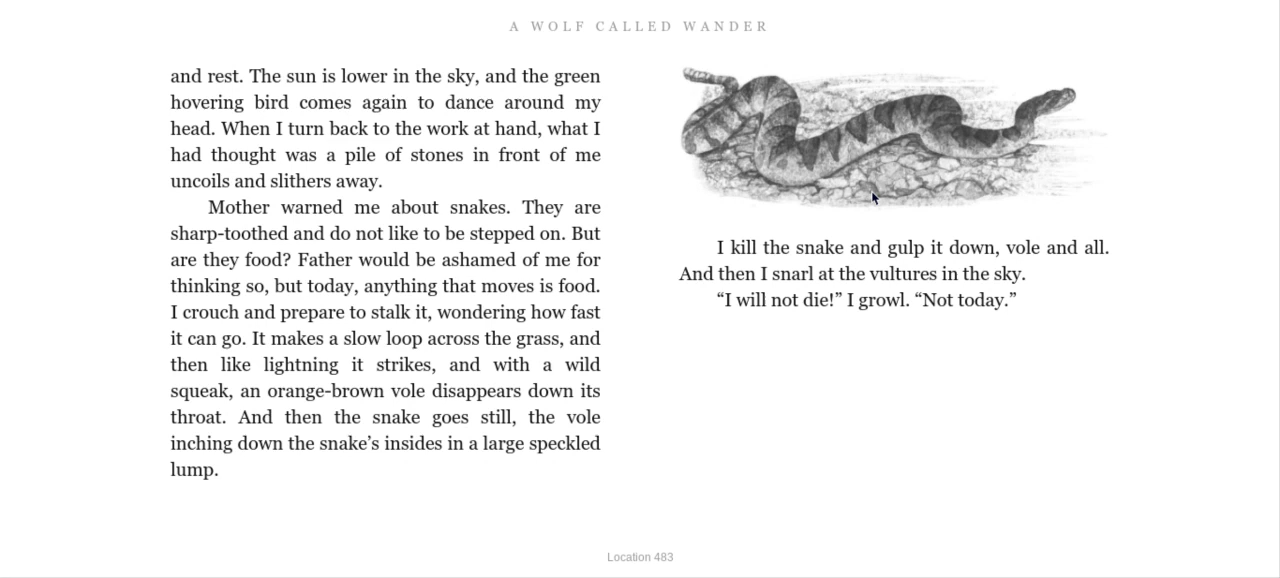 A WOLF CALLED WANDER
and rest. The sun is lower in the sky, and the green
hovering bird comes again to dance around my
head. When I turn back to the work at hand, what I
had thought was a pile of stones in front of me
uncoils and slithers away.
Mother warned me about snakes. They are
sharp-toothed and do not like to be stepped on. But
are they food? Father would be ashamed of me for
thinking so, but today, anything that moves is food.
I crouch and prepare to stalk it, wondering how fast
it can go. It makes a slow loop across the grass, and
then like lightning it strikes, and with a wild
squeak, an orange-brown vole disappears down its
throat. And then the snake goes still, the vole
inching down the snake’s insides in a large speckled
lump.
I kill the snake and gulp it down, vole and all.
And then I snarl at the vultures in the sky.
“I will not die!” I growl. “Not today.”
Location 483